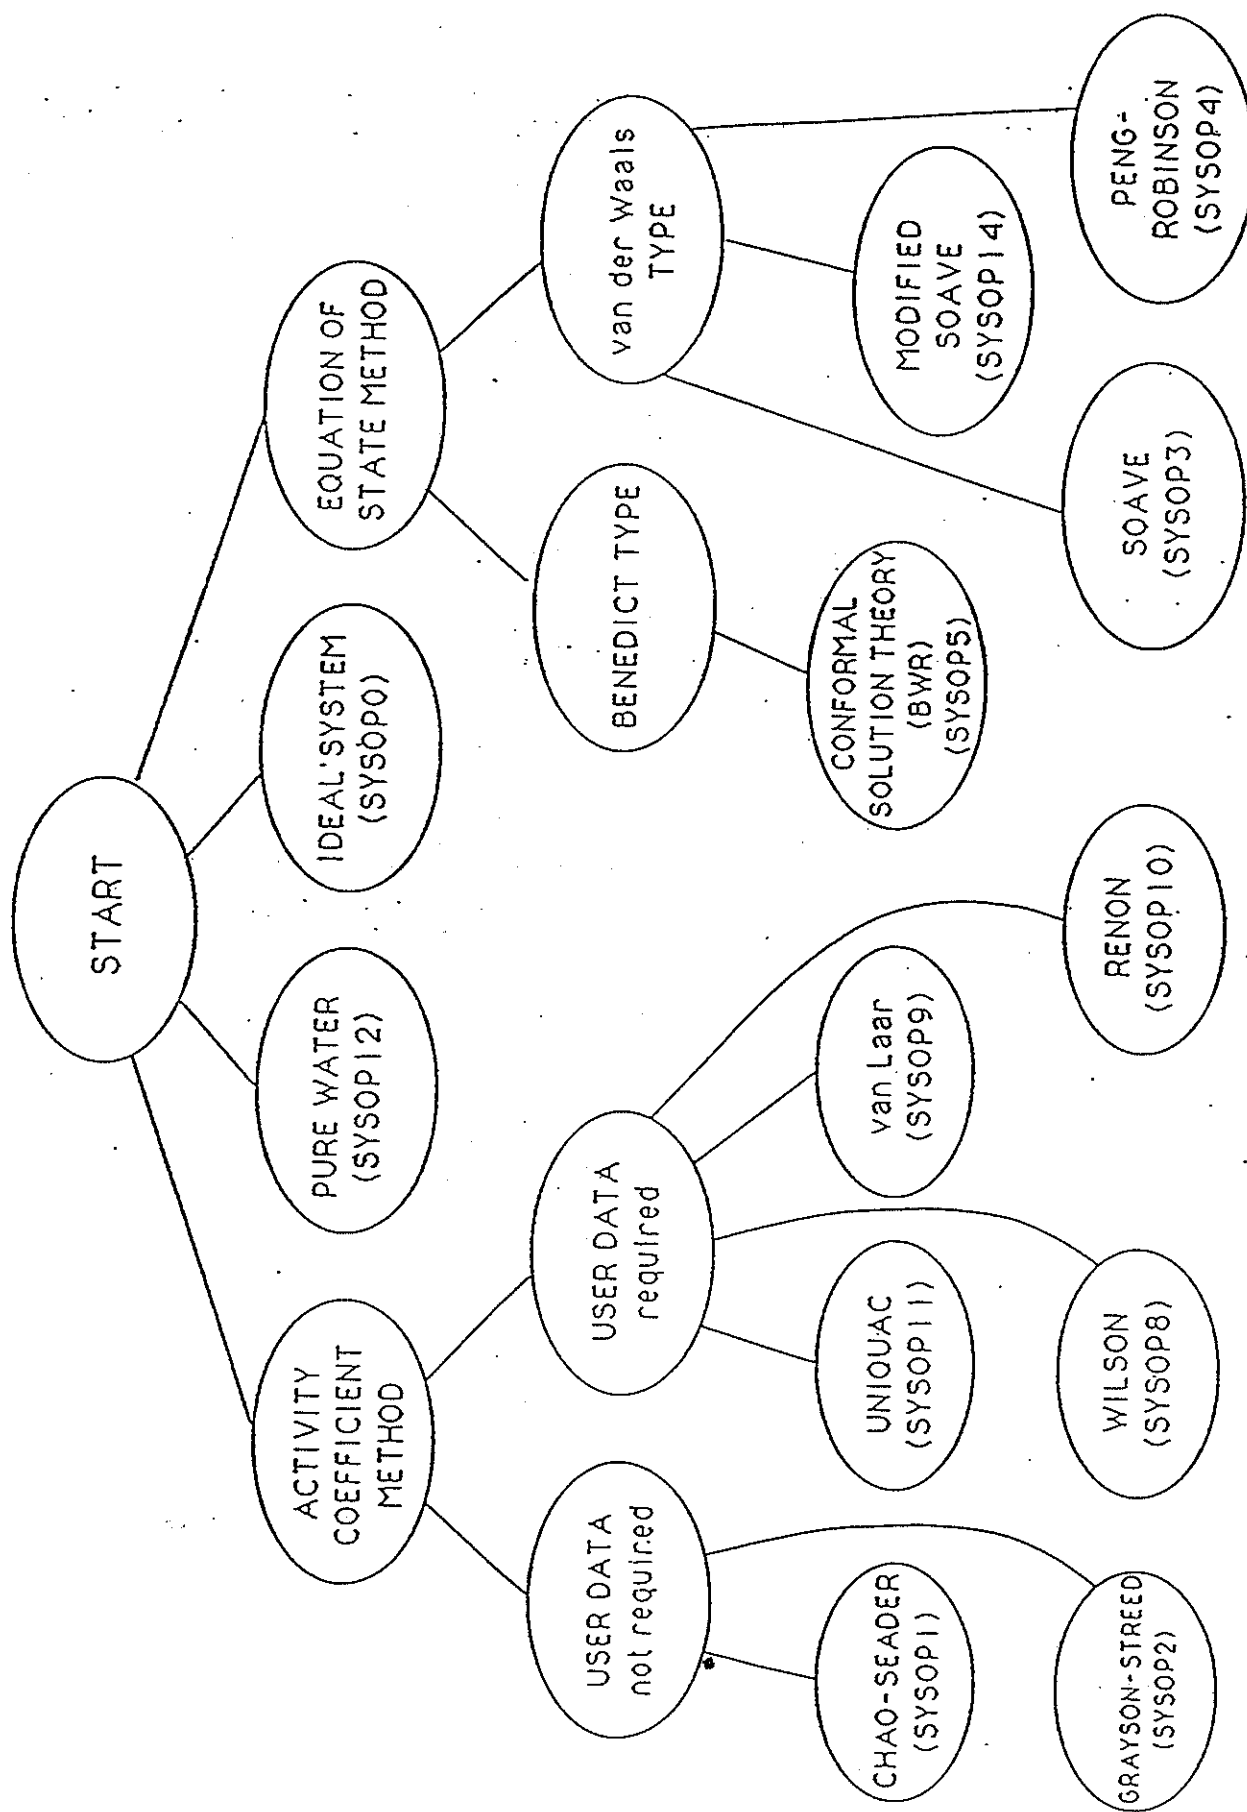 START
ACTIVITY
COEFFICIENT
METHOD
PURE WATER
(SYSOP12)
IDEAL SYSTEM
(SYSOP0)
EQUATION OF
STATE METHOD
USER DATA
not required
USER DATA
required
BENEDICT TYPE
van der Waals
TYPE
CHAO-SEADER
(SYSOP1)
UNIQUAC
(SYSOP11)
van Laar
(SYSOP9)
CONFORMAL
SOLUTION THEORY
(BWR)
(SYSOP5)
MODIFIED
SOAVE
(SYSOP14)
GRAYSON-STREED
(SYSOP2)
WILSON
(SYSOP8)
RENON
(SYSOP10)
SOAVE
(SYSOP3)
PENG-
ROBINSON
(SYSOP4)